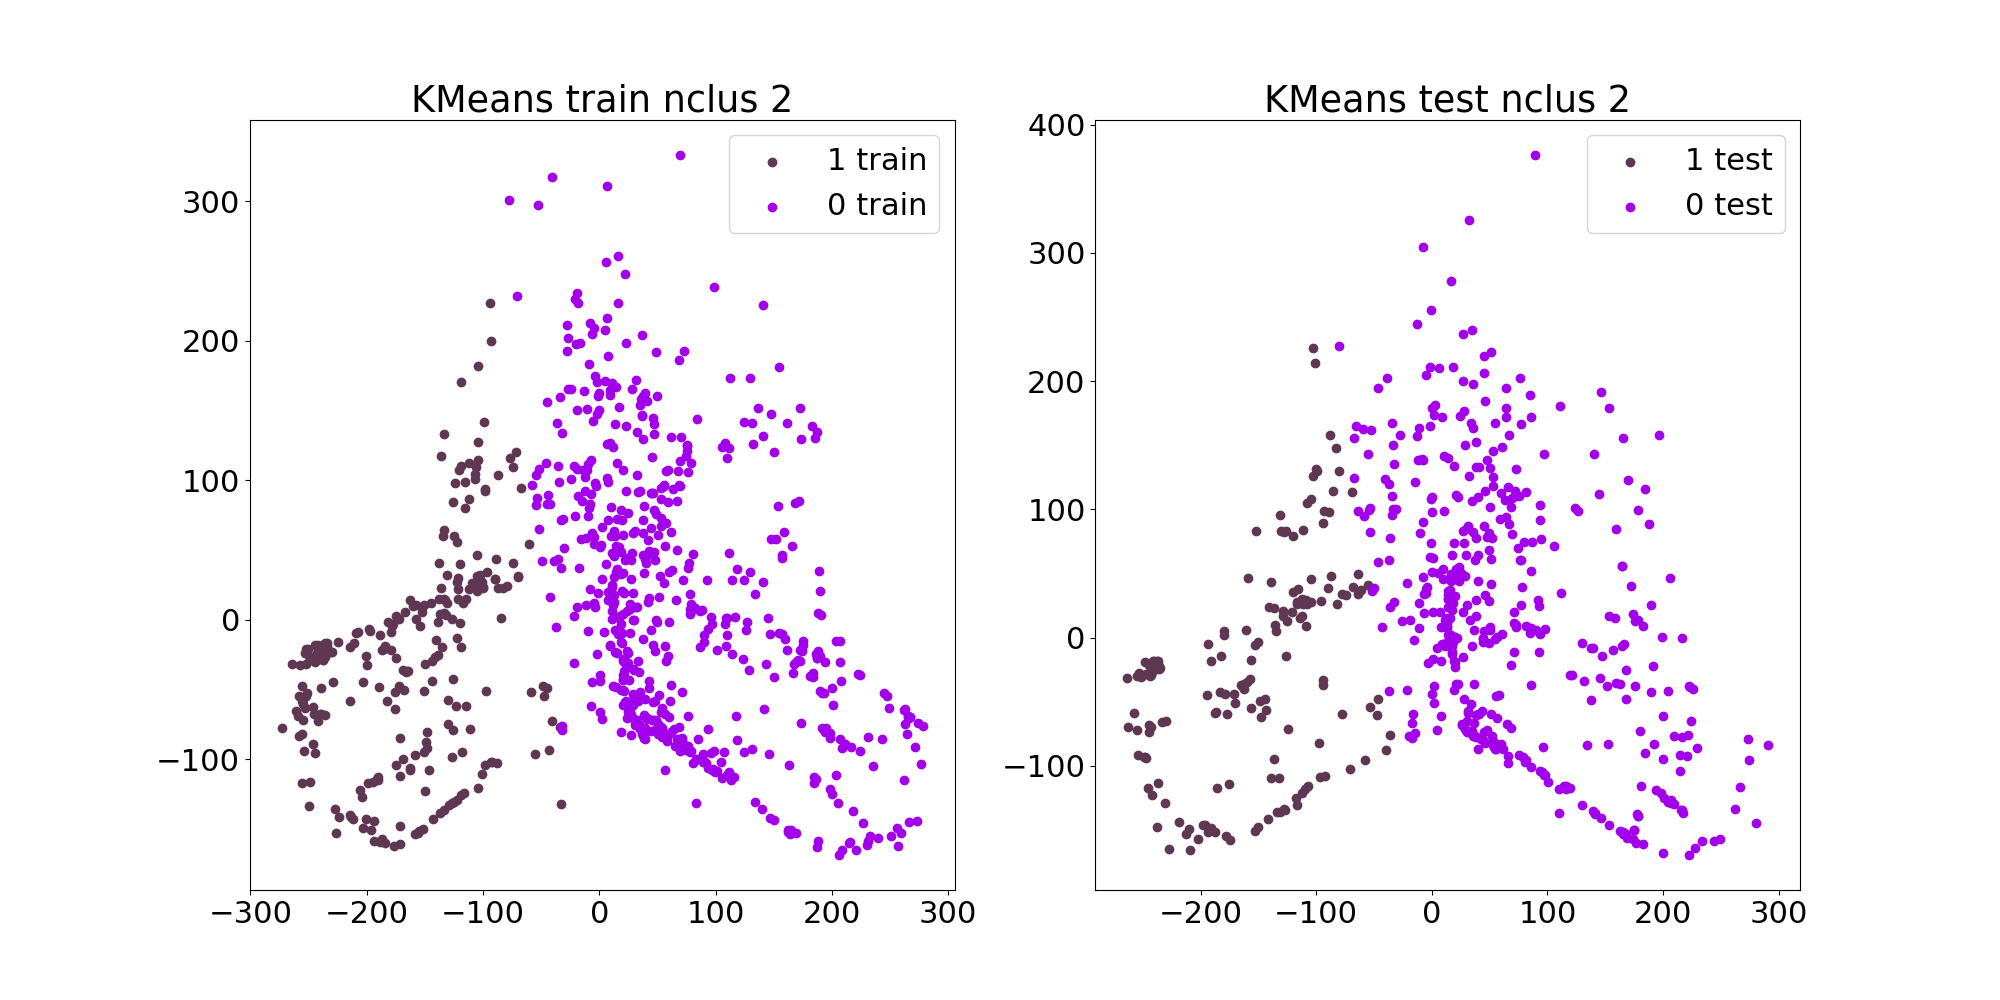 KMeans train nclus 2
1 train
0 train
300
200
100
0
−100
−300 −200 −100 0 100 200 300
KMeans test nclus 2
1 test
0 test
400
300
200
100
0
−100
−200 −100 0 100 200 300